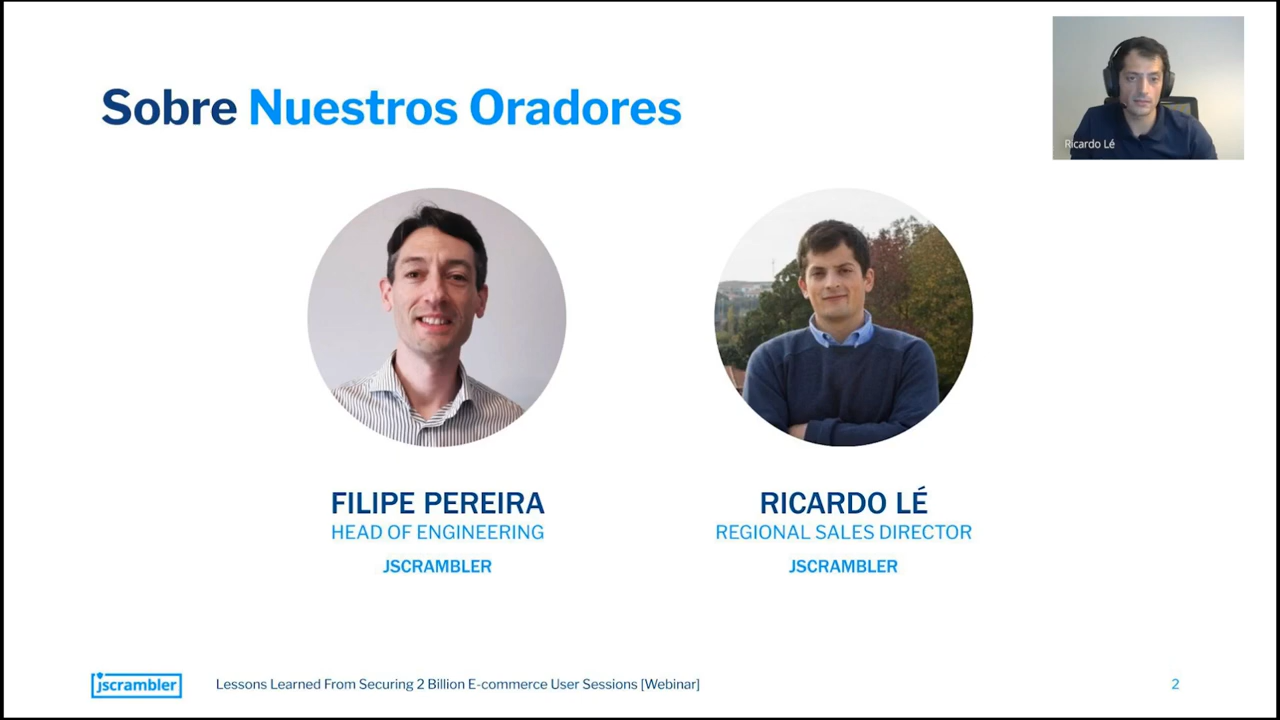 Sobre Nuestros Oradores
Ricardo Lé
FILIPE PEREIRA
HEAD OF ENGINEERING
JSCRAMBLER
RICARDO LÉ
REGIONAL SALES DIRECTOR
JSCRAMBLER
jscrambler
Lessons Learned From Securing 2 Billion E-commerce User Sessions [Webinar]
2